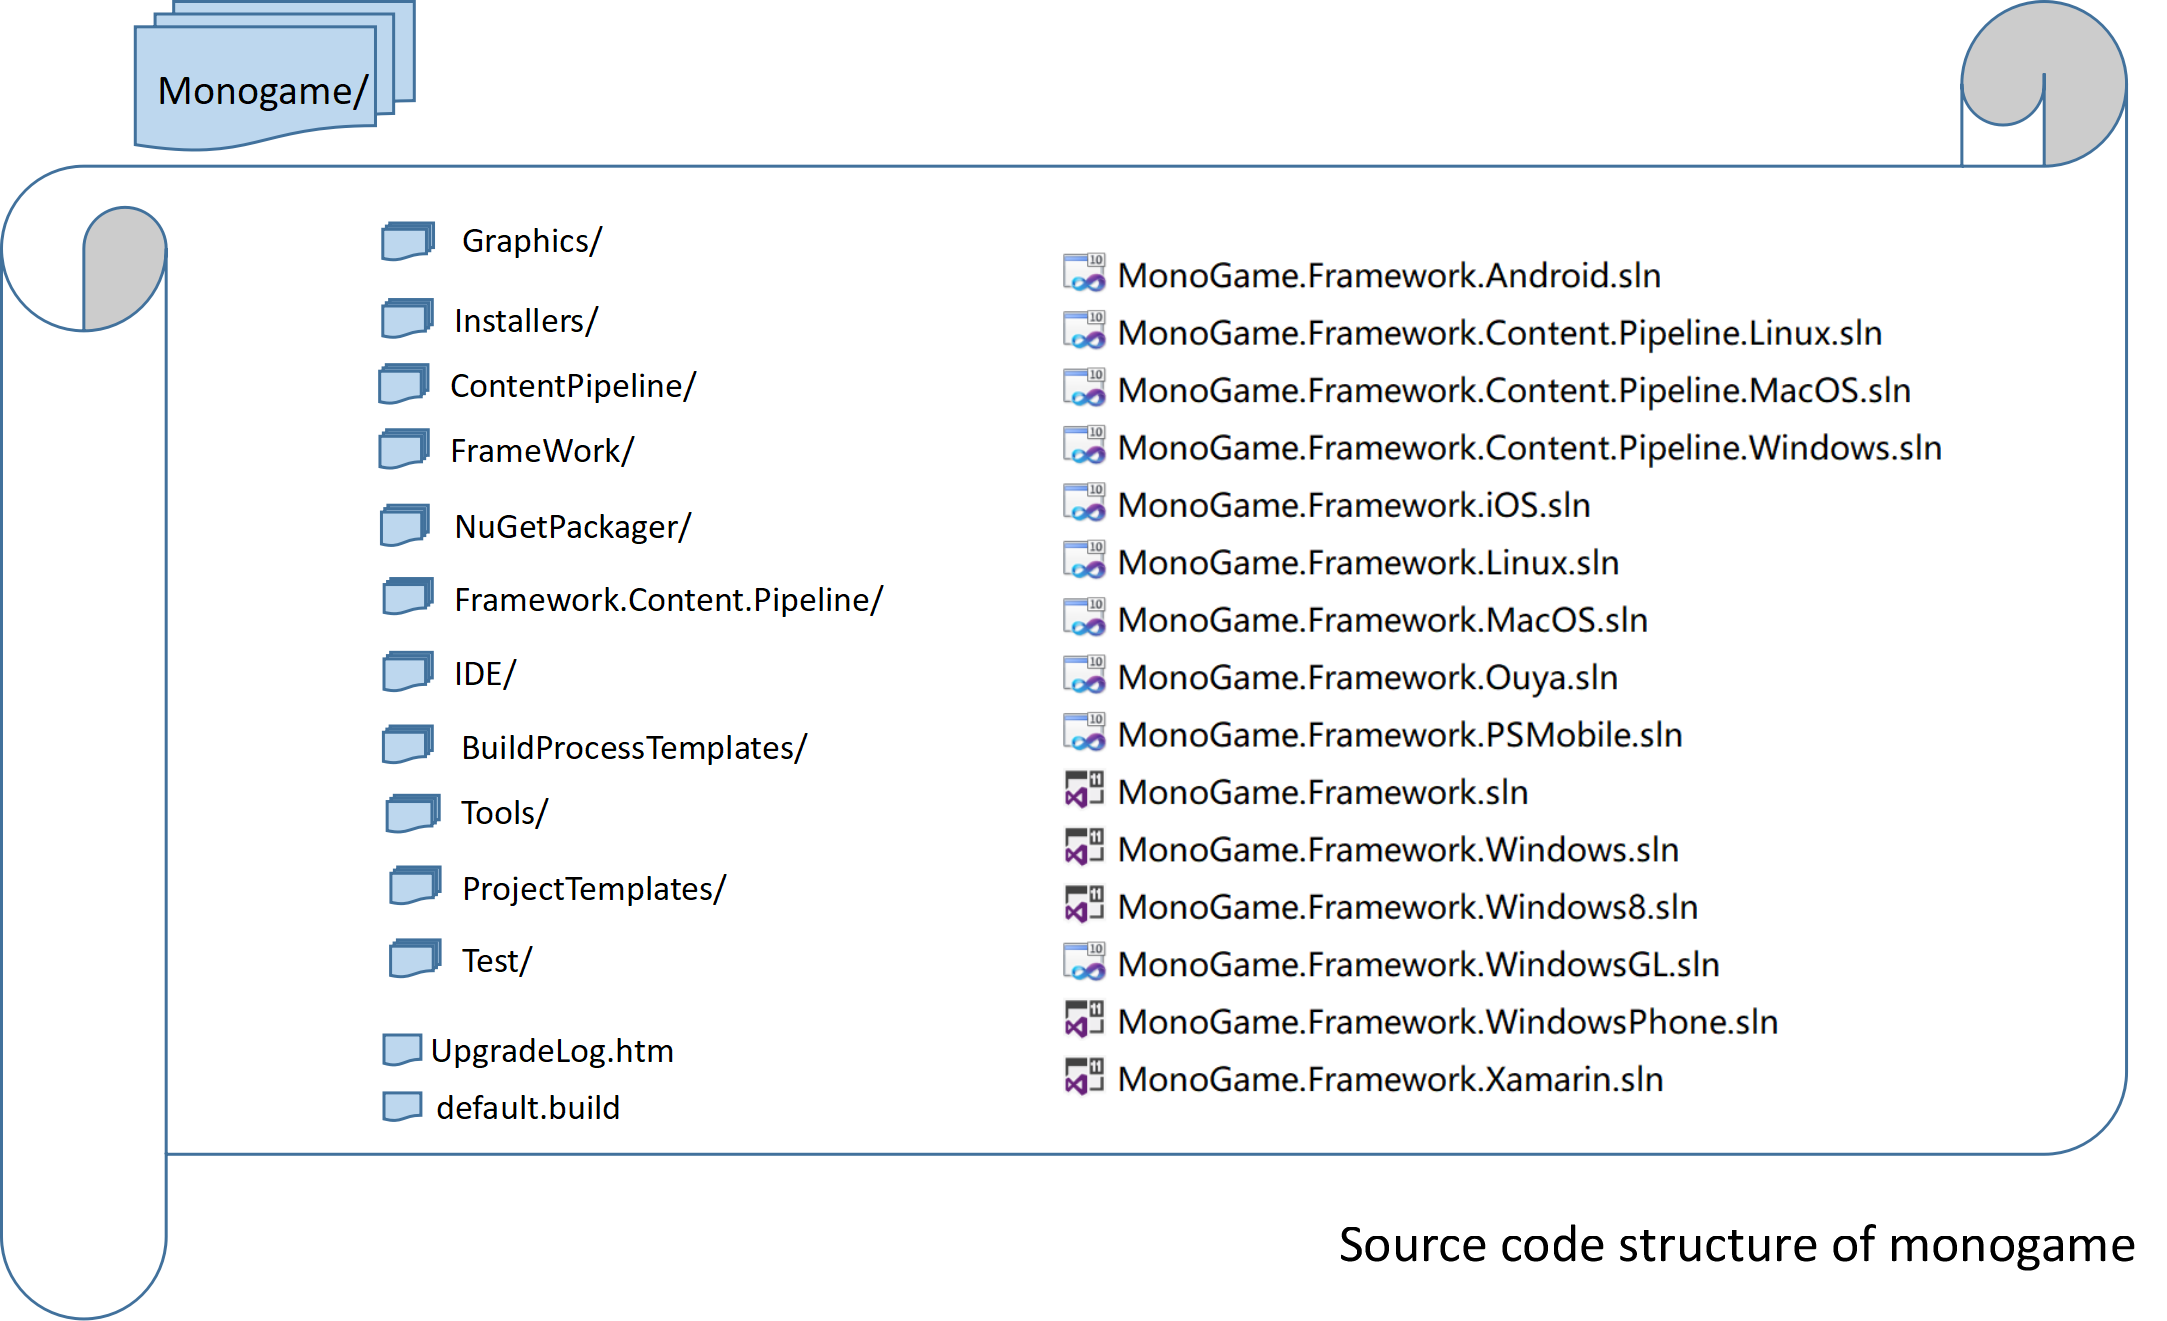 Monogame/
Graphics/
Installers/
ContentPipeline/
FrameWork/
NuGetPackager/
Framework.Content.Pipeline/
IDE/
BuildProcessTemplates/
Tools/
ProjectTemplates/
Test/
UpgradeLog.htm
default.build
10 MonoGame.Framework.Android.sln
10 MonoGame.Framework.Content.Pipeline.Linux.sln
10 MonoGame.Framework.Content.Pipeline.MacOS.sln
10 MonoGame.Framework.Content.Pipeline.Windows.sln
10 MonoGame.Framework.iOS.sln
10 MonoGame.Framework.Linux.sln
10 MonoGame.Framework.MacOS.sln
10 MonoGame.Framework.Ouya.sln
10 MonoGame.Framework.PSMobile.sln
11 MonoGame.Framework.sln
11 MonoGame.Framework.Windows.sln
11 MonoGame.Framework.Windows8.sln
10 MonoGame.Framework.WindowsGL.sln
11 MonoGame.Framework.WindowsPhone.sln
11 MonoGame.Framework.Xamarin.sln
Source code structure of monogame